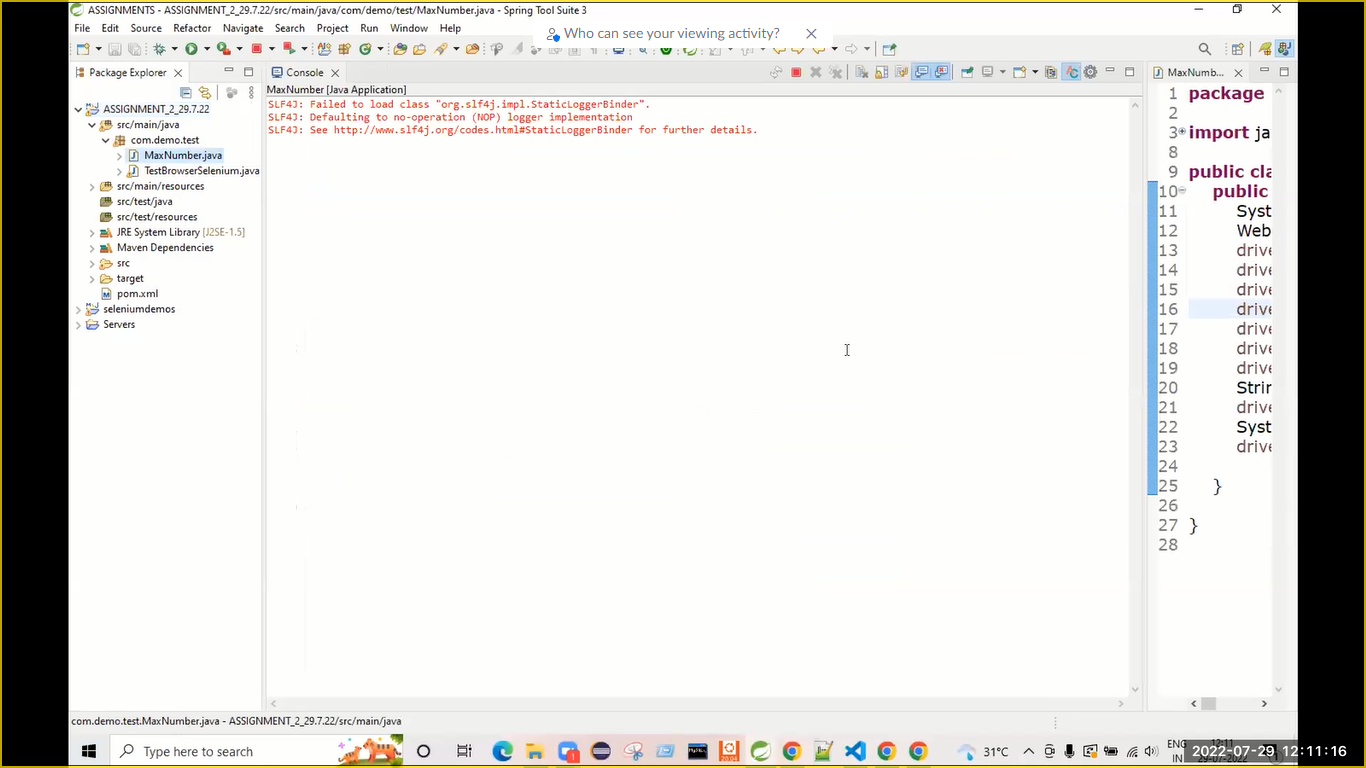 ASSIGNMENTS - ASSIGNMENT_2_29.7.22/src/main/java/com/demo/test/MaxNumber.java - Spring Tool Suite 3
File Edit Source Refactor Navigate Search Project Run Window Help
Who can see your viewing activity?
Package Explorer
Console
MaxNumb...
MaxNumber [Java Application]
SLF4J: Failed to load class "org.slf4j.impl.StaticLoggerBinder".
SLF4J: Defaulting to no-operation (NOP) logger implementation
SLF4J: See http://www.slf4j.org/codes.html#StaticLoggerBinder for further details.
ASSIGNMENT_2_29.7.22
src/main/java
com.demo.test
MaxNumber.java
TestBrowserSelenium.java
src/main/resources
src/test/java
src/test/resources
JRE System Library [J2SE-1.5]
Maven Dependencies
src
target
pom.xml
seleniumdemos
Servers
1 package
2
3 import ja
8
9 public cla
10 public
11 Syst
12 Web
13 drive
14 drive
15 drive
16 drive
17 drive
18 drive
19 drive
20 Strin
21 drive
22 Syst
23 drive
24
25 }
26
27 }
28
com.demo.test.MaxNumber.java - ASSIGNMENT_2_29.7.22/src/main/java
Type here to search
31°C
ENG
IN
2022-07-29 12:11:16